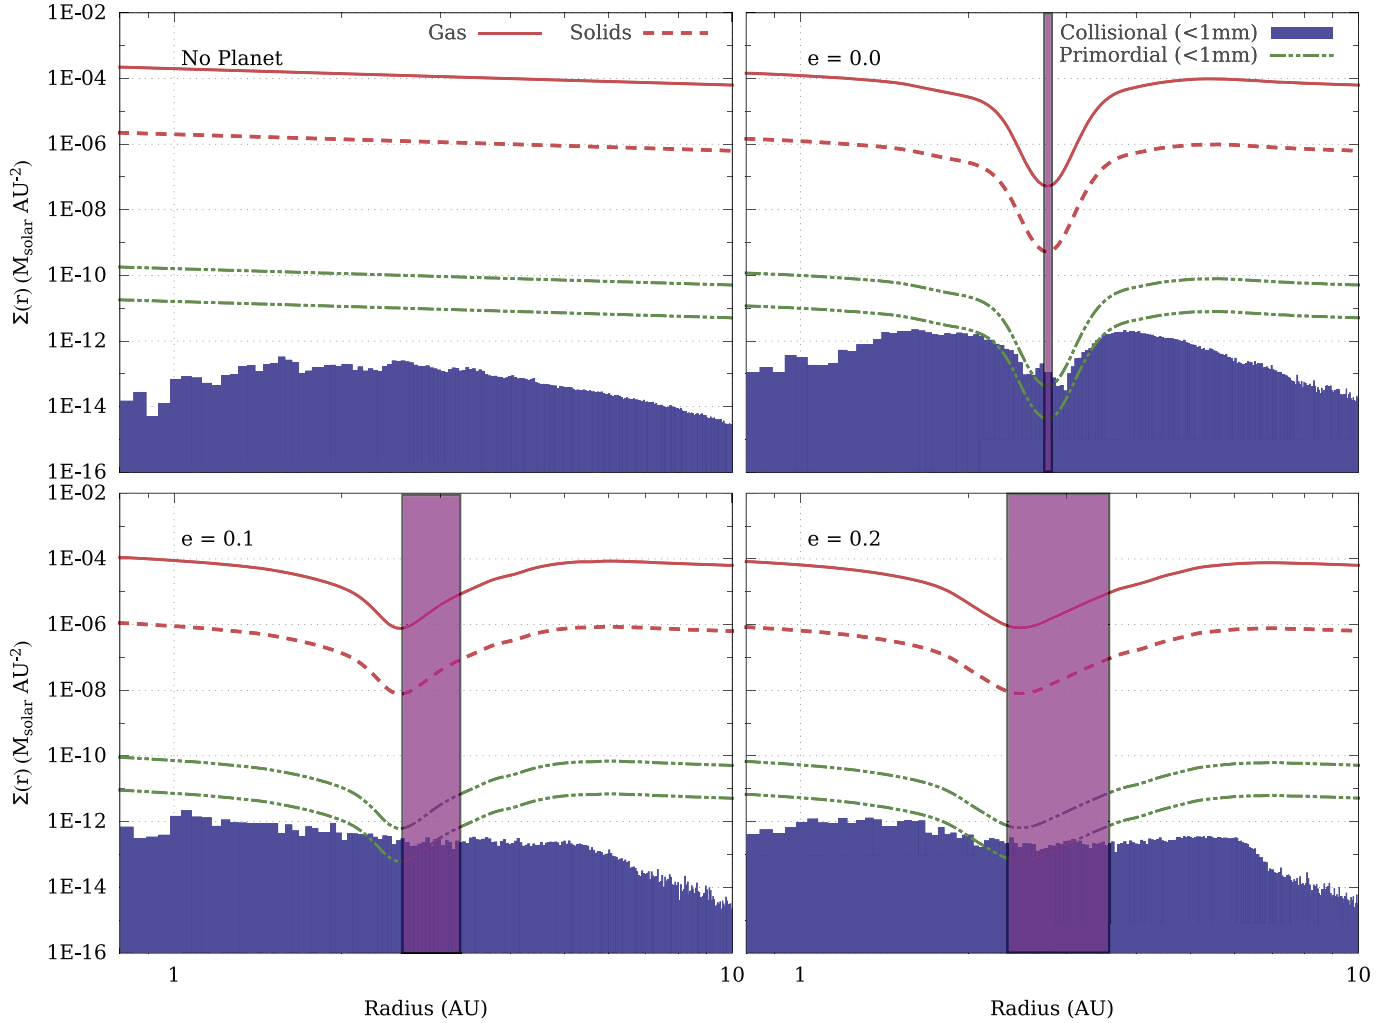 Gas Solids
No Planet
Collisional (<1mm)
Primordial (<1mm)
e = 0.0
1E-02
1E-04
1E-06
1E-08
1E-10
1E-12
1E-14
1E-16
Σ(r) (M_solar AU^-2)
e = 0.1
e = 0.2
1E-02
1E-04
1E-06
1E-08
1E-10
1E-12
1E-14
1E-16
Σ(r) (M_solar AU^-2)
1 10 1 10
Radius (AU) Radius (AU)